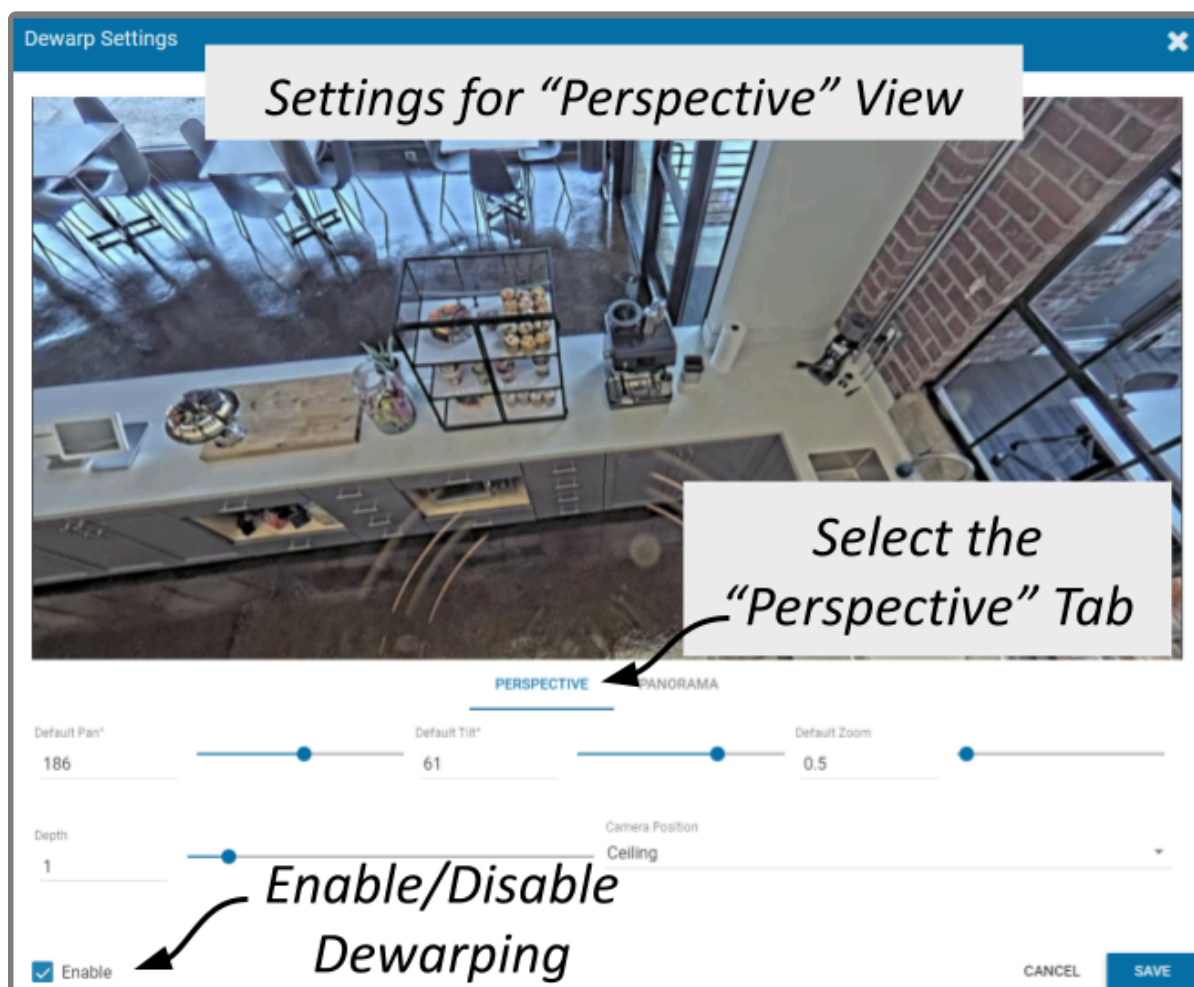 Dewarp Settings
Settings for “Perspective” View
Select the
“Perspective” Tab
PERSPECTIVE PANORAMA
Default Pan° Default Tilt° Default Zoom
186 61 0.5
Depth Camera Position
1 Ceiling
Enable/Disable
Dewarping
Enable CANCEL SAVE